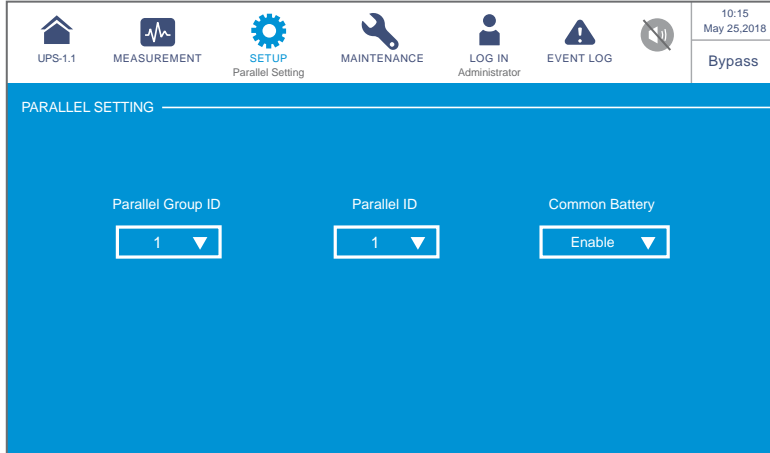 10:15
May 25,2018
UPS-1.1
MEASUREMENT
SETUP
MAINTENANCE
LOG IN
EVENT LOG
Bypass
Parallel Setting
Administrator
PARALLEL SETTING
Parallel Group ID
Parallel ID
Common Battery
1
1
Enable